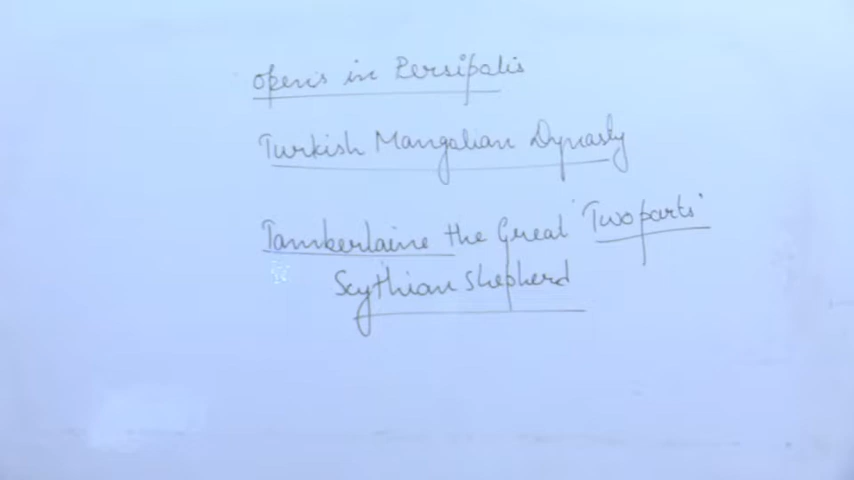 opens in Persipolis
Turkish Mangolian Dynasty
Tamberlaine the Great 'Two parts'
Scythian Shepherd